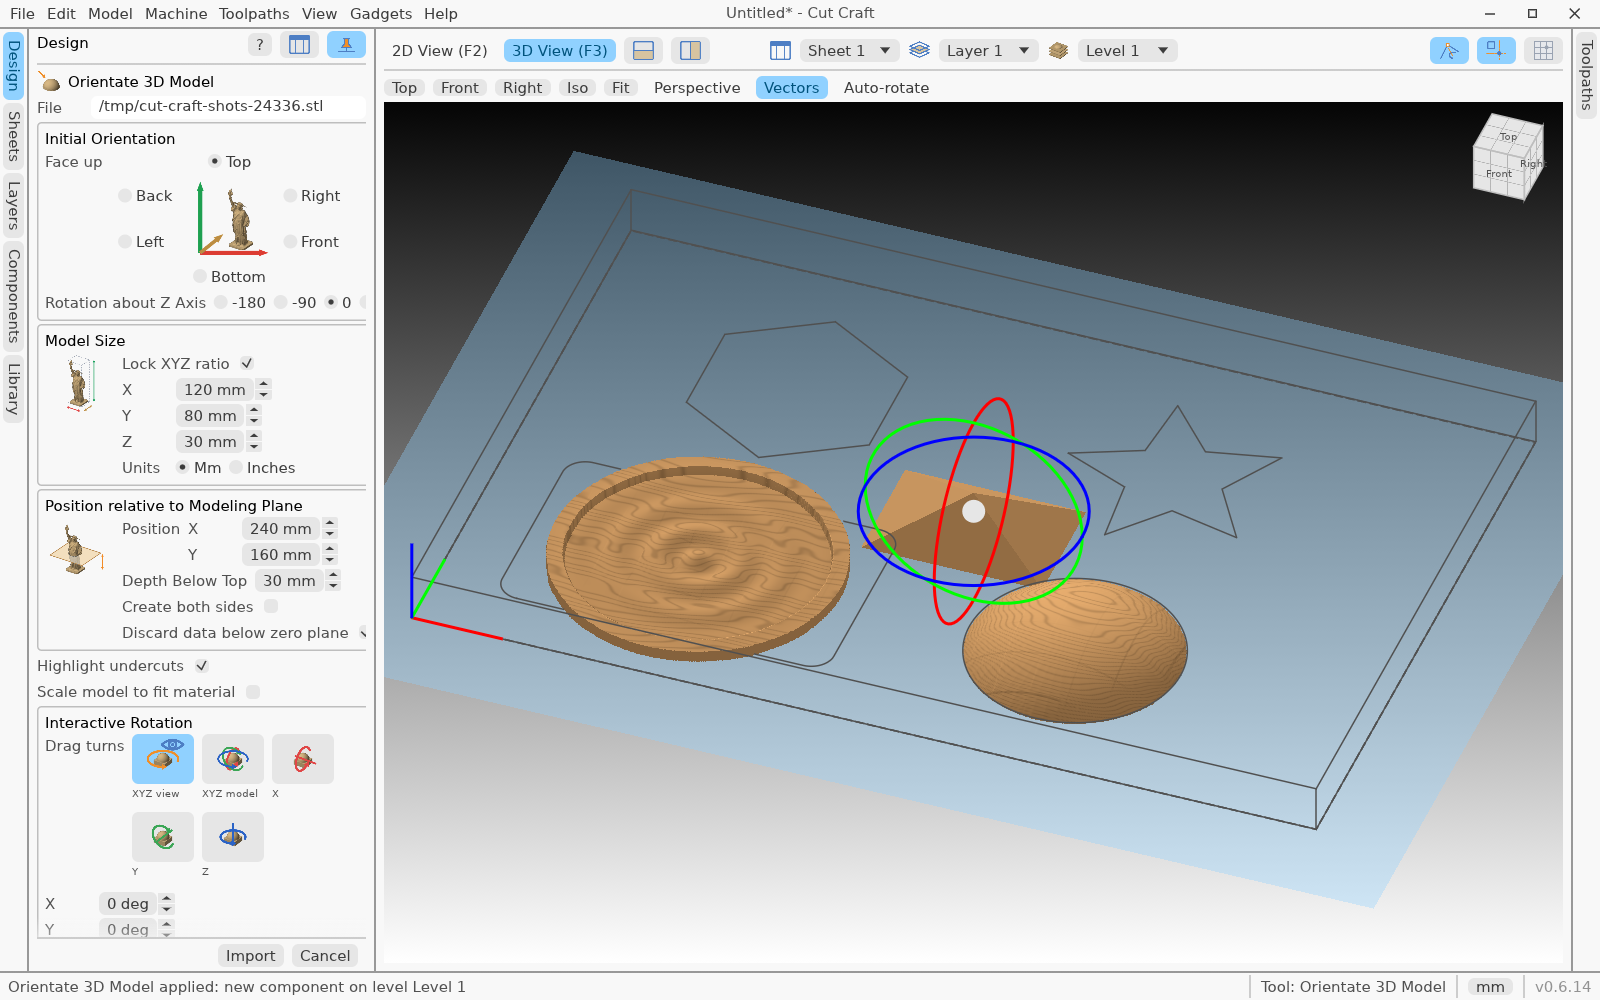 File Edit Model Machine Toolpaths View Gadgets Help
Untitled* - Cut Craft
Design
Sheets
Layers
Components
Library
Design
?
Orientate 3D Model
File /tmp/cut-craft-shots-24336.stl
Initial Orientation
Face up
Top
Back
Right
Left
Front
Bottom
Rotation about Z Axis -180 -90 0
Model Size
Lock XYZ ratio
X 120 mm
Y 80 mm
Z 30 mm
Units Mm Inches
Position relative to Modeling Plane
Position X 240 mm
Y 160 mm
Depth Below Top 30 mm
Create both sides
Discard data below zero plane
Highlight undercuts
Scale model to fit material
Interactive Rotation
Drag turns
XYZ view XYZ model X
Y Z
X 0 deg
Y 0 deg
Import Cancel
2D View (F2) 3D View (F3) Sheet 1 Layer 1 Level 1
Top Front Right Iso Fit Perspective Vectors Auto-rotate
Top
Front
Right
Toolpaths
Orientate 3D Model applied: new component on level Level 1
Tool: Orientate 3D Model mm v0.6.14